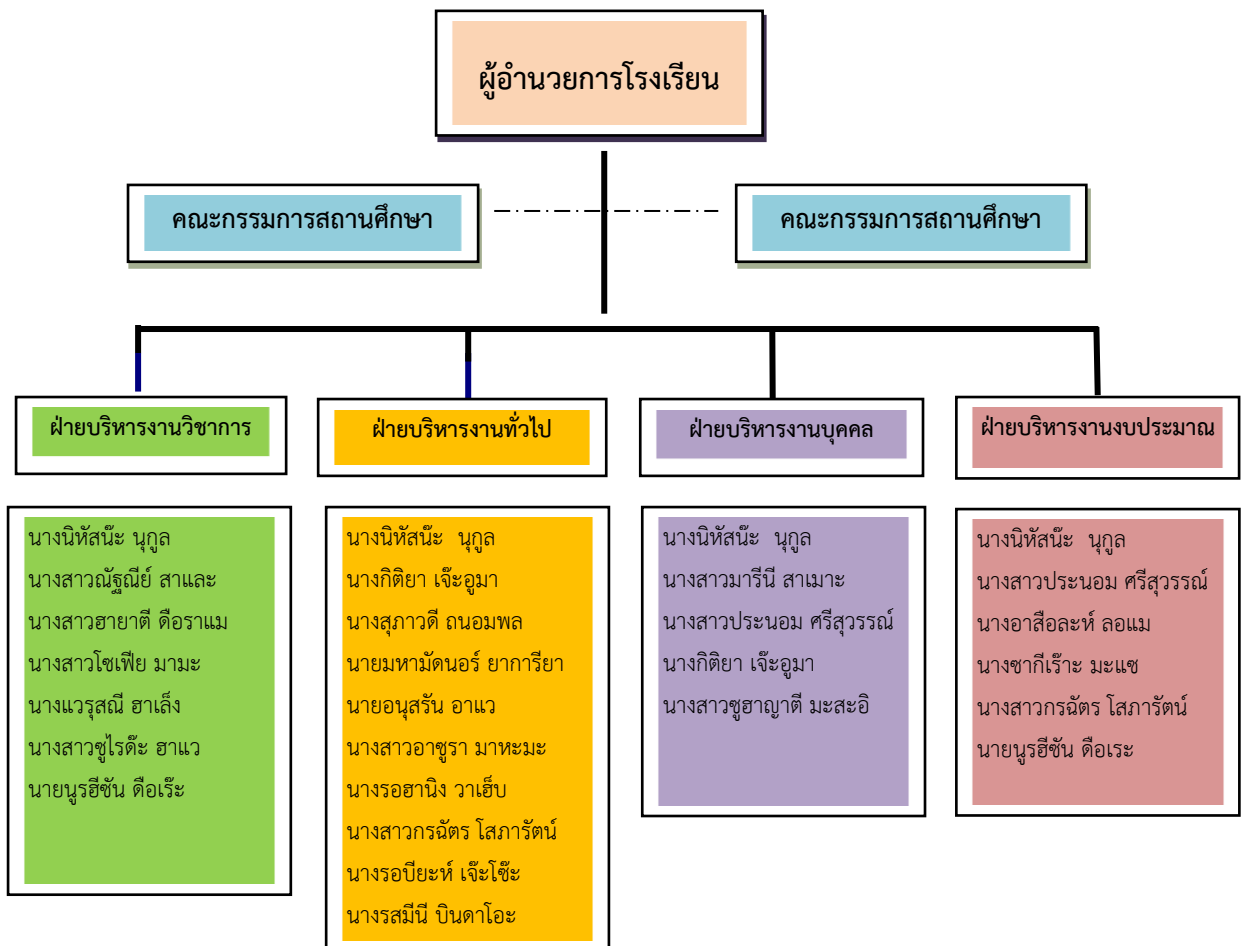 ผู้อำนวยการโรงเรียน
คณะกรรมการสถานศึกษา
คณะกรรมการสถานศึกษา
ฝ่ายบริหารงานวิชาการ
ฝ่ายบริหารงานทั่วไป
ฝ่ายบริหารงานบุคคล
ฝ่ายบริหารงานงบประมาณ
นางนิหัสน๊ะ นุกูล
นางสาวณัฐณีย์ สาและ
นางสาวฮายาตี ดือราแม
นางสาวโซเฟีย มามะ
นางแวรุสณี ฮาเล็ง
นางสาวซูไรด๊ะ ฮาแว
นายนูรฮีซัน ดือเร๊ะ
นางนิหัสน๊ะ นุกูล
นางกิติยา เจ๊ะอูมา
นางสุภาวดี ถนอมพล
นายมหามัดนอร์ ยาการียา
นายอนุสรัน อาแว
นางสาวอาซูรา มาหะมะ
นางรอฮานิง วาเฮ็บ
นางสาวกรฉัตร โสภารัตน์
นางรอบียะห์ เจ๊ะโซ๊ะ
นางรสมีนี บินดาโอะ
นางนิหัสน๊ะ นุกูล
นางสาวมารีนี สาเมาะ
นางสาวประนอม ศรีสุวรรณ์
นางกิติยา เจ๊ะอูมา
นางสาวซูฮาญาตี มะสะอิ
นางนิหัสน๊ะ นุกูล
นางสาวประนอม ศรีสุวรรณ์
นางอาสือละห์ ลอแม
นางซากีเร๊าะ มะแซ
นางสาวกรฉัตร โสภารัตน์
นายนูรฮีซัน ดือเระ